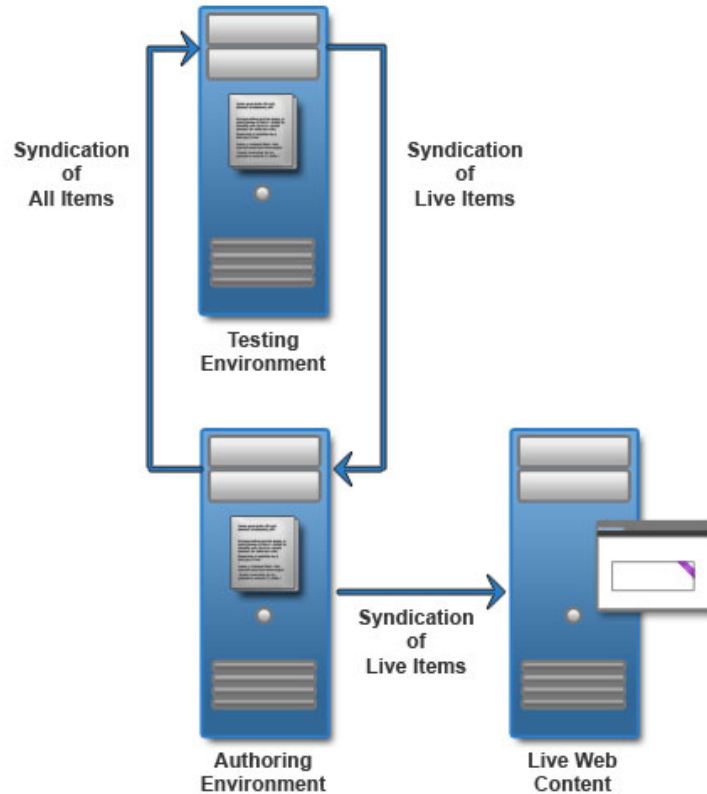 Syndication
of
All Items
Syndication
of
Live Items
Testing
Environment
Syndication
of
Live Items
Authoring
Environment
Live Web
Content